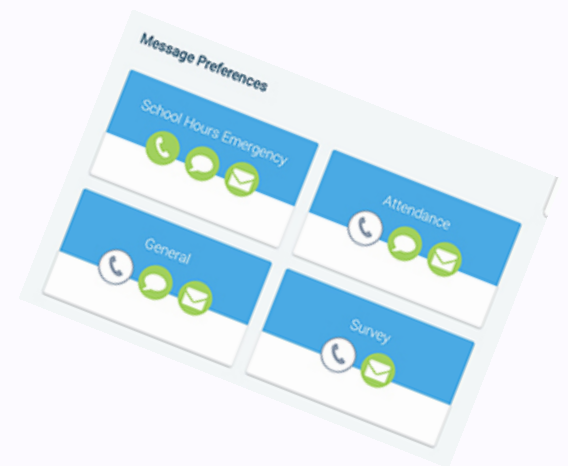 Message Preferences
School Hours Emergency
Attendance
General
Survey